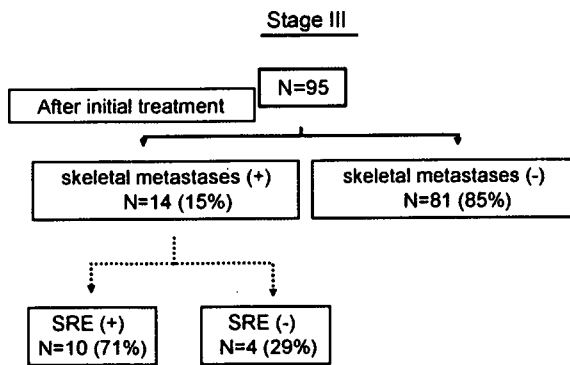 Stage III
N=95
After initial treatment
skeletal metastases (+)
N=14 (15%)
skeletal metastases (-)
N=81 (85%)
SRE (+)
N=10 (71%)
SRE (-)
N=4 (29%)